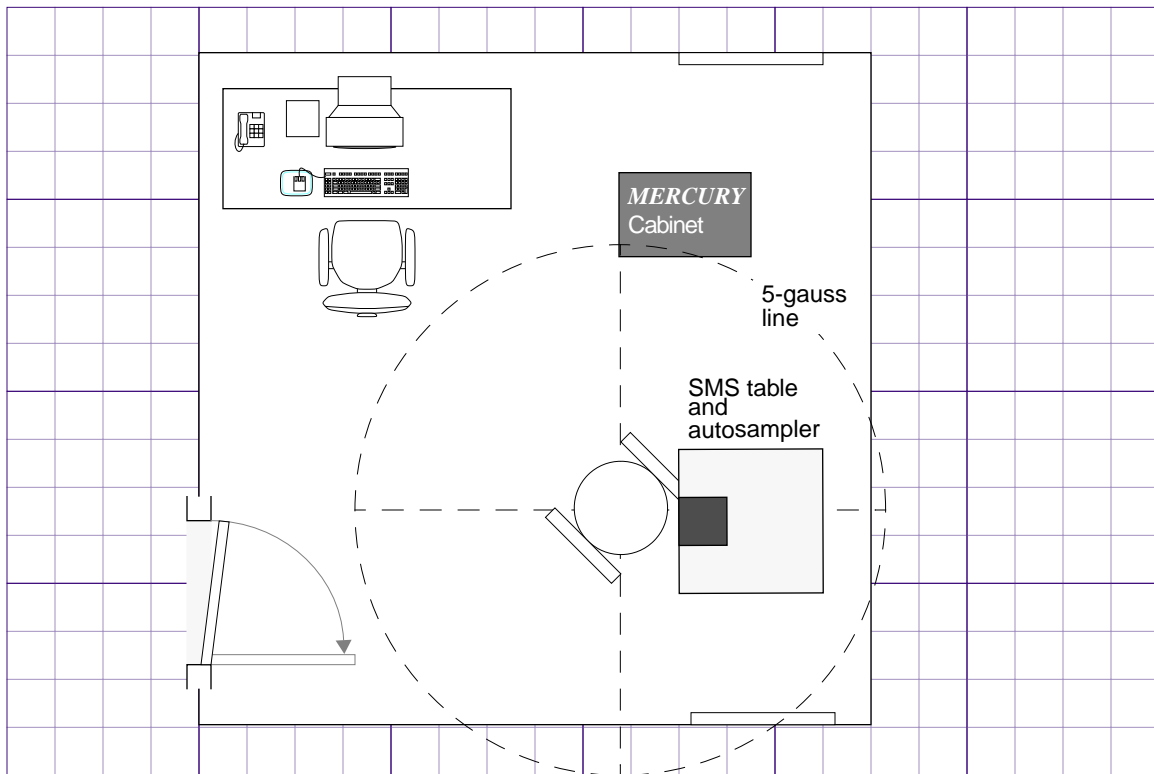 MERCURY
Cabinet
5-gauss
line
SMS table
and
autosampler